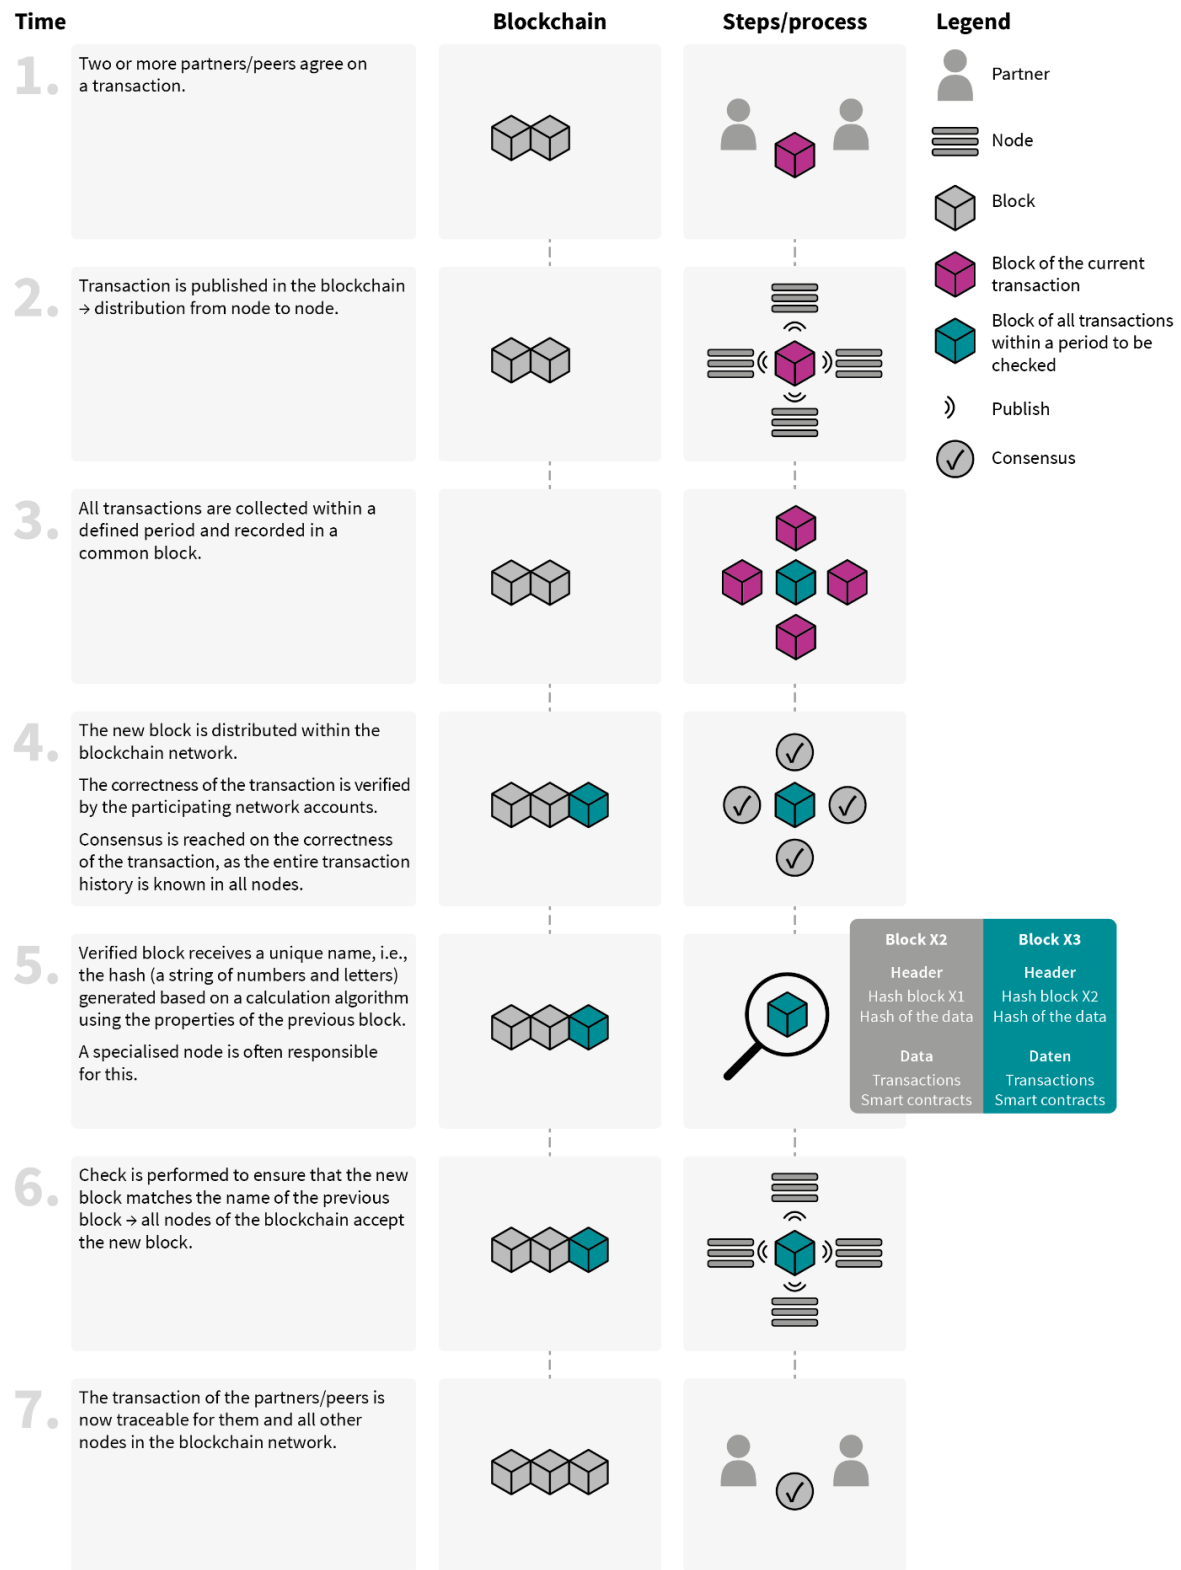 Time
Blockchain
Steps/process
Legend
1.
Two or more partners/peers agree on
a transaction.
Partner
Node
Block
Block of the current
transaction
Block of all transactions
within a period to be
checked
Publish
Consensus
2.
Transaction is published in the blockchain
→ distribution from node to node.
3.
All transactions are collected within a
defined period and recorded in a
common block.
4.
The new block is distributed within the
blockchain network.
The correctness of the transaction is verified
by the participating network accounts.
Consensus is reached on the correctness
of the transaction, as the entire transaction
history is known in all nodes.
5.
Verified block receives a unique name, i.e.,
the hash (a string of numbers and letters)
generated based on a calculation algorithm
using the properties of the previous block.
A specialised node is often responsible
for this.
Block X2
Header
Hash block X1
Hash of the data
Data
Transactions
Smart contracts
Block X3
Header
Hash block X2
Hash of the data
Daten
Transactions
Smart contracts
6.
Check is performed to ensure that the new
block matches the name of the previous
block → all nodes of the blockchain accept
the new block.
7.
The transaction of the partners/peers is
now traceable for them and all other
nodes in the blockchain network.